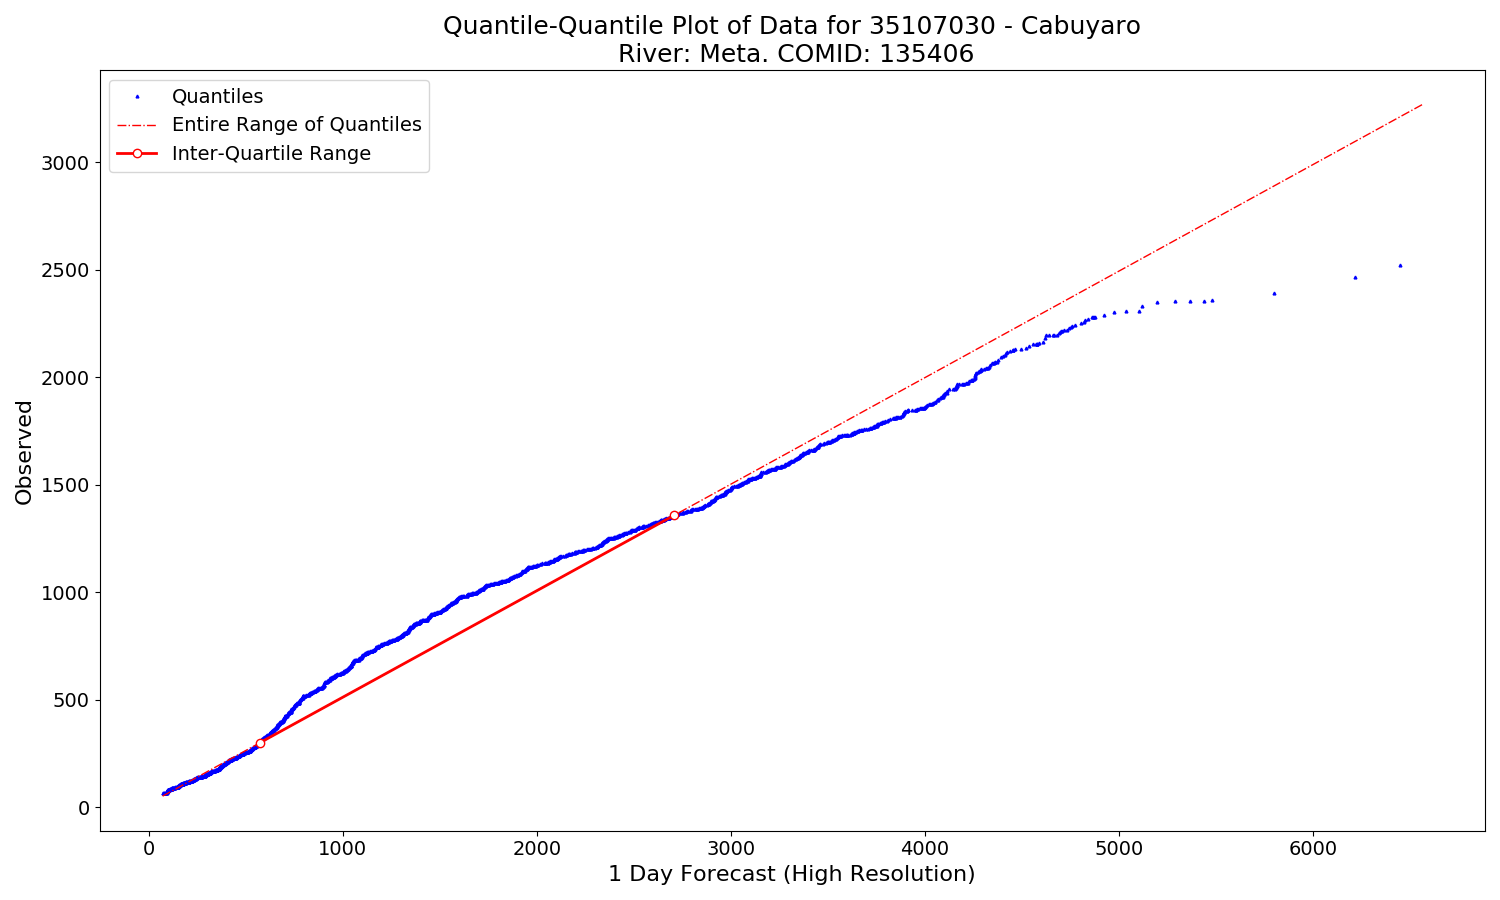 Quantile-Quantile Plot of Data for 35107030 - Cabuyaro
River: Meta. COMID: 135406
Quantiles
Entire Range of Quantiles
Inter-Quartile Range
3000
2500
2000
1500
1000
500
0
Observed
0 1000 2000 3000 4000 5000 6000
1 Day Forecast (High Resolution)